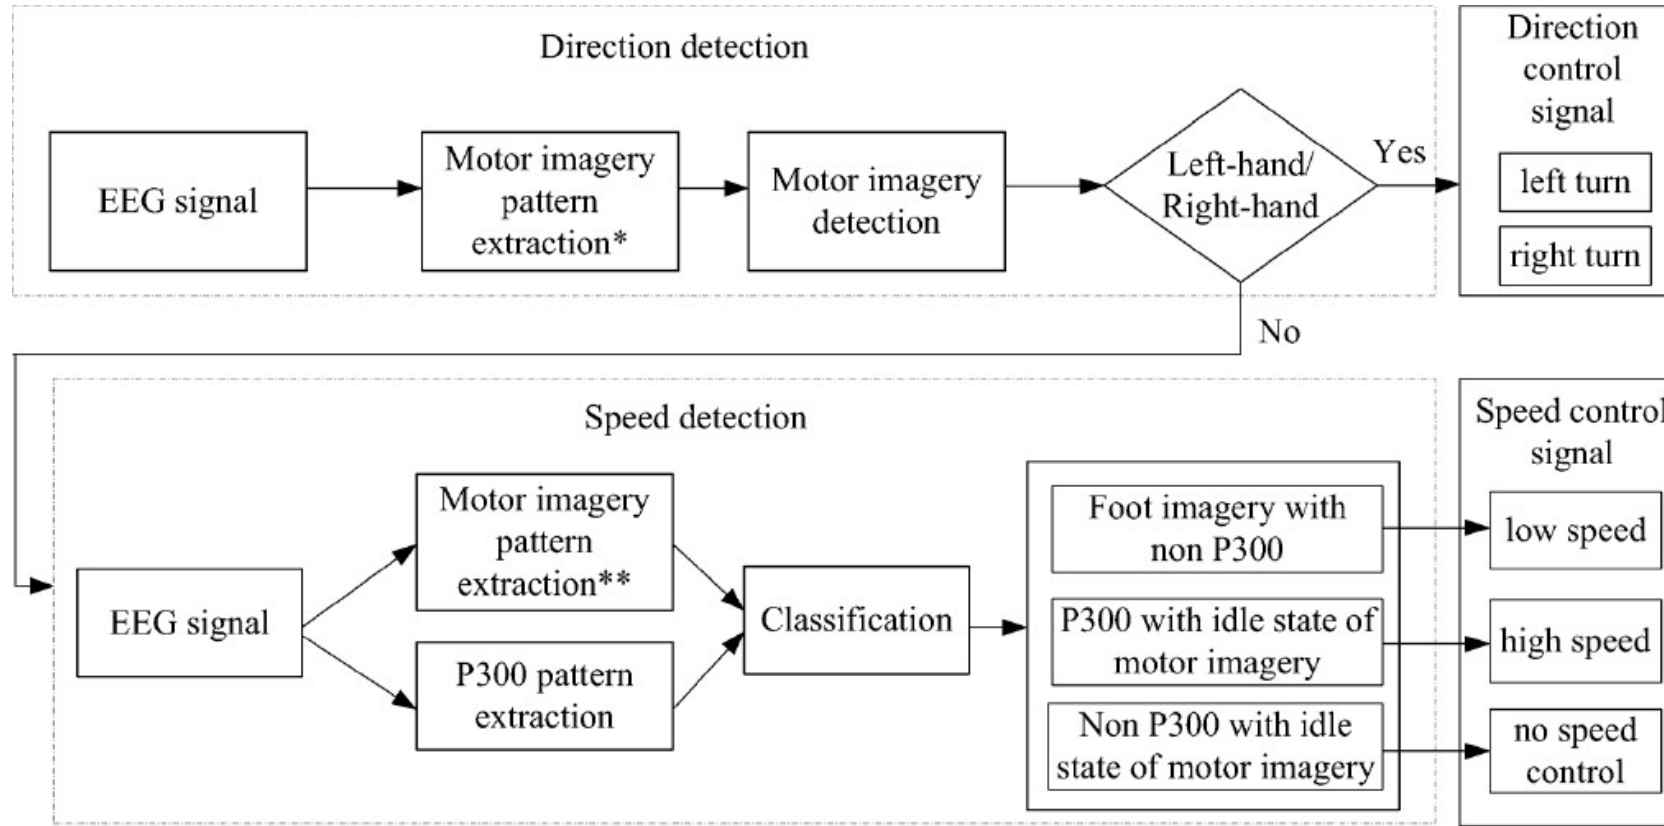 Direction detection
EEG signal
Motor imagery
pattern
extraction*
Motor imagery
detection
Left-hand/
Right-hand
Yes
No
Direction
control
signal
left turn
right turn
Speed detection
EEG signal
Motor imagery
pattern
extraction**
P300 pattern
extraction
Classification
Foot imagery with
non P300
P300 with idle state of
motor imagery
Non P300 with idle
state of motor imagery
Speed control
signal
low speed
high speed
no speed
control